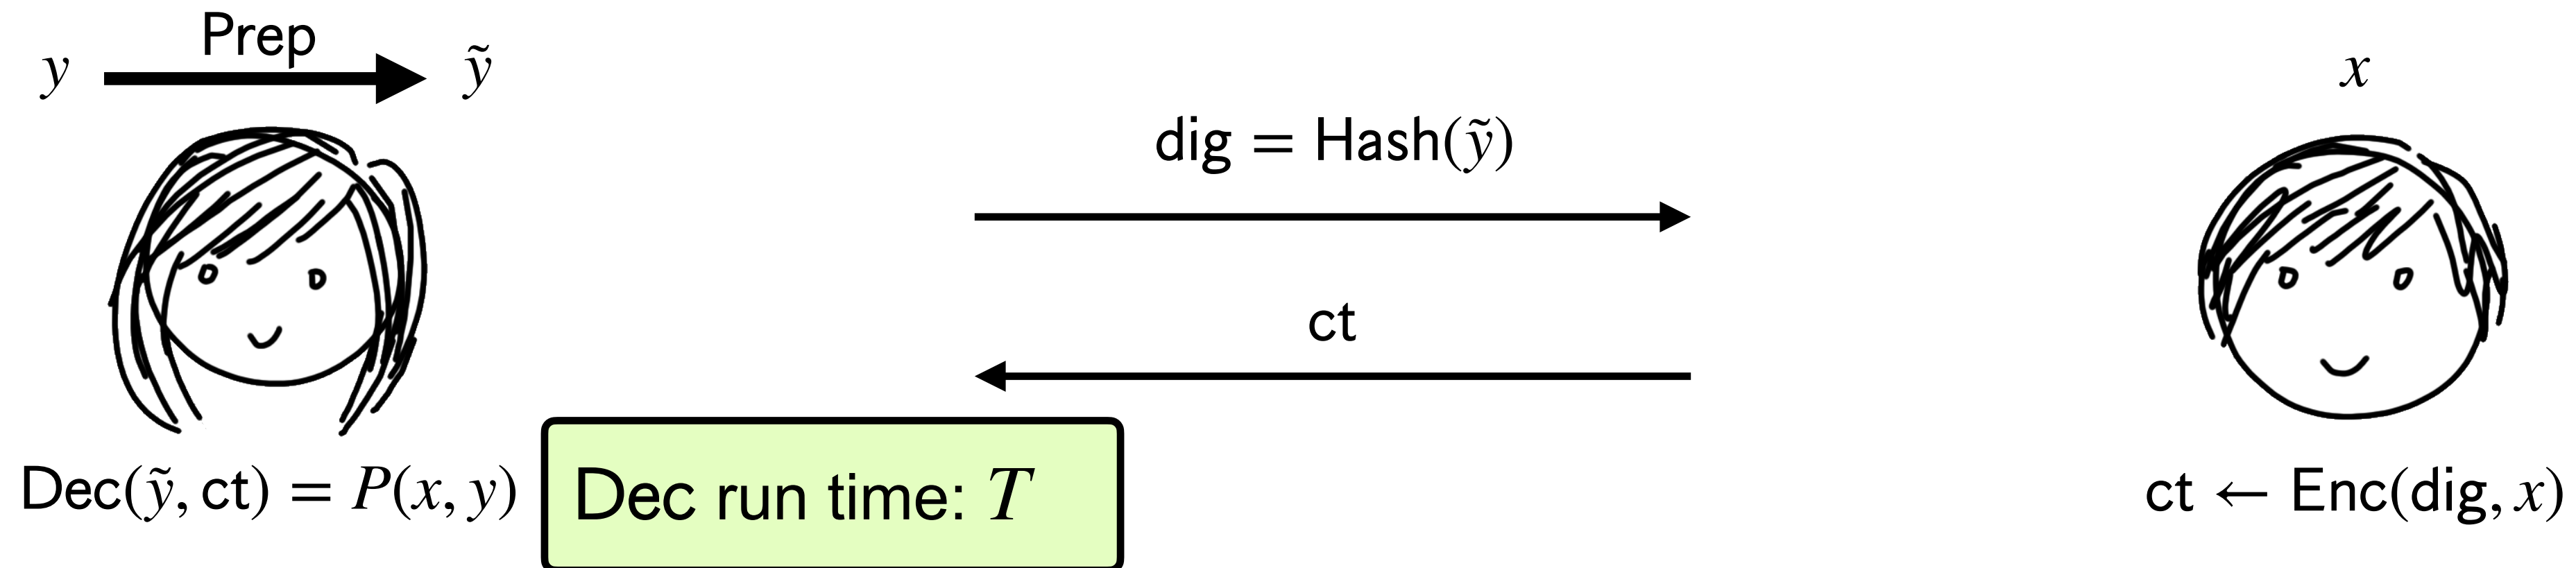 Prep
y ỹ
x
dig = Hash(ỹ)
ct
Dec(ỹ, ct) = P(x, y)
Dec run time: T
ct ← Enc(dig, x)